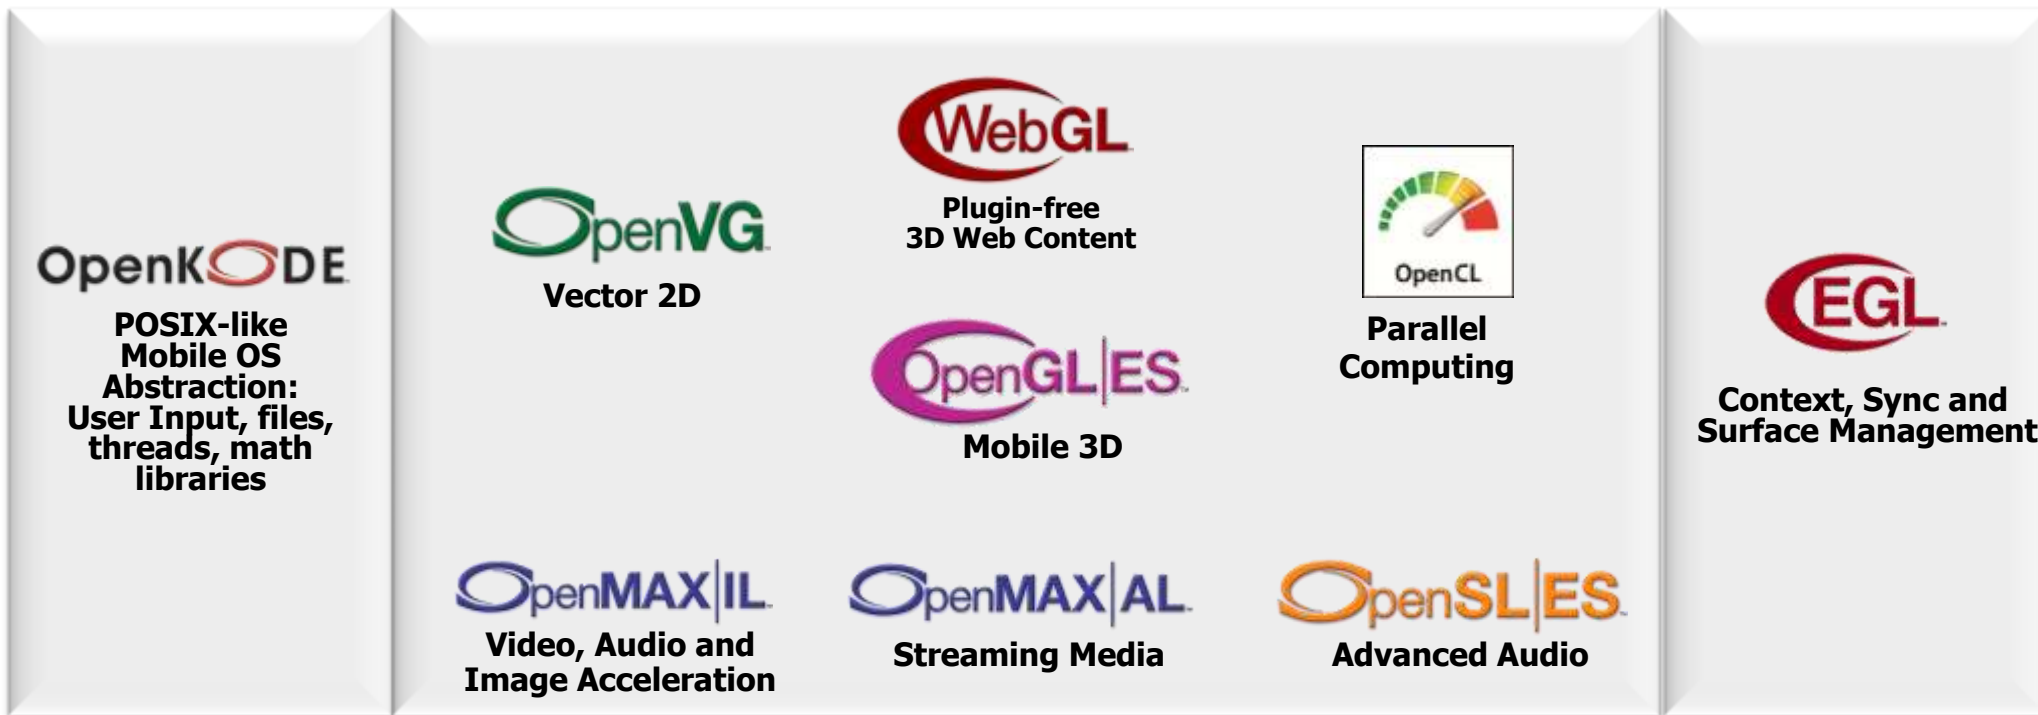 OpenKODE
POSIX-like
Mobile OS
Abstraction:
User Input, files,
threads, math
libraries
OpenVG
Vector 2D
WebGL
Plugin-free
3D Web Content
OpenGL|ES
Mobile 3D
OpenCL
Parallel
Computing
OpenMAX|IL
Video, Audio and
Image Acceleration
OpenMAX|AL
Streaming Media
OpenSL|ES
Advanced Audio
EGL
Context, Sync and
Surface Management